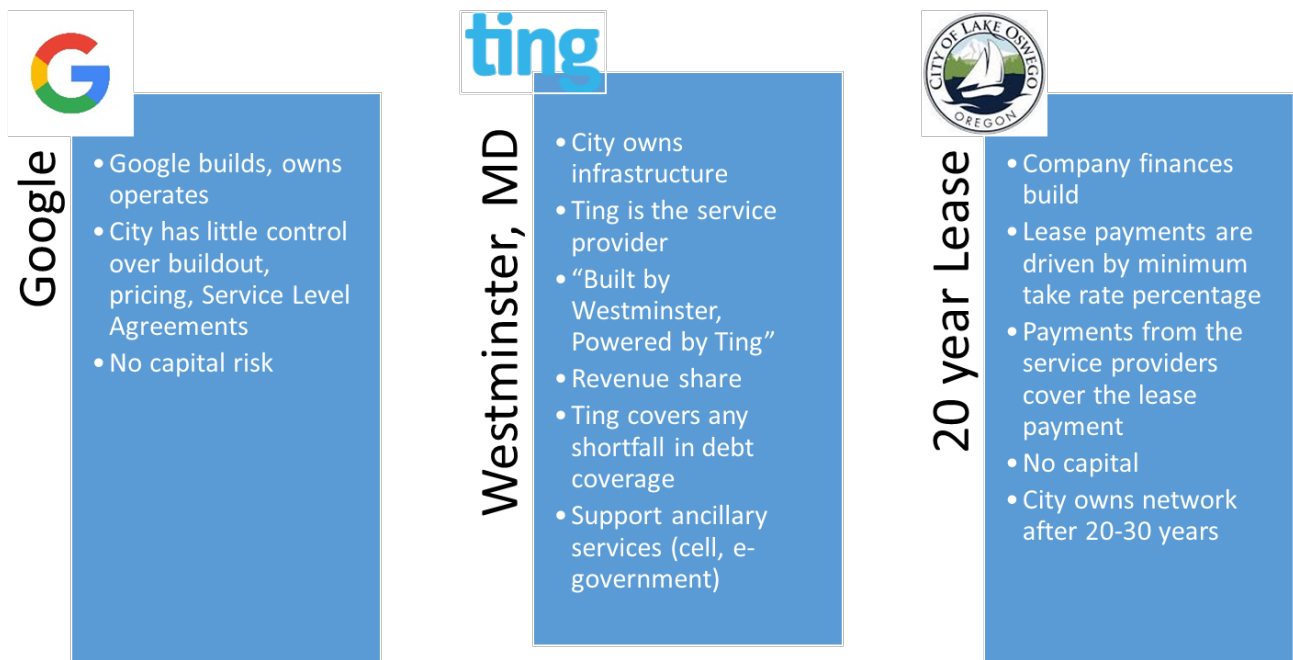 Google
• Google builds, owns
operates
• City has little control
over buildout,
pricing, Service Level
Agreements
• No capital risk
ting
Westminster, MD
• City owns
infrastructure
• Ting is the service
provider
• “Built by
Westminster,
Powered by Ting”
• Revenue share
• Ting covers any
shortfall in debt
coverage
• Support ancillary
services (cell, e-
government)
CITY OF LAKE OSWEGO
OREGON
20 year Lease
• Company finances
build
• Lease payments are
driven by minimum
take rate percentage
• Payments from the
service providers
cover the lease
payment
• No capital
• City owns network
after 20-30 years